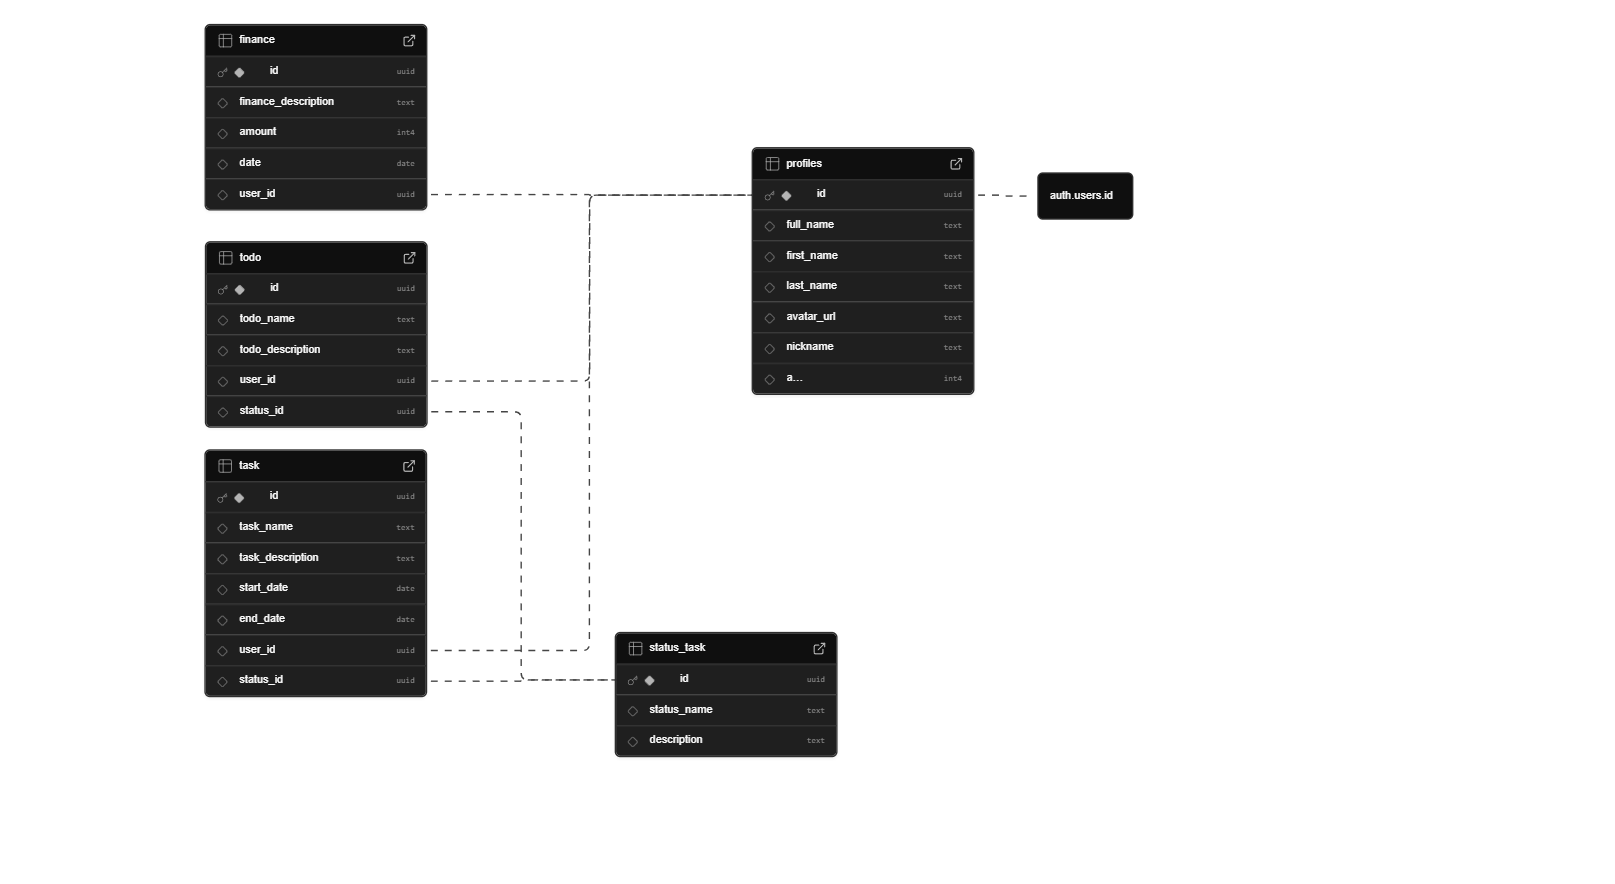 finance
id uuid
finance_description text
amount int4
date date
user_id uuid
todo
id uuid
todo_name text
todo_description text
user_id uuid
status_id uuid
task
id uuid
task_name text
task_description text
start_date date
end_date date
user_id uuid
status_id uuid
profiles
id uuid
full_name text
first_name text
last_name text
avatar_url text
nickname text
a... int4
auth.users.id
status_task
id uuid
status_name text
description text